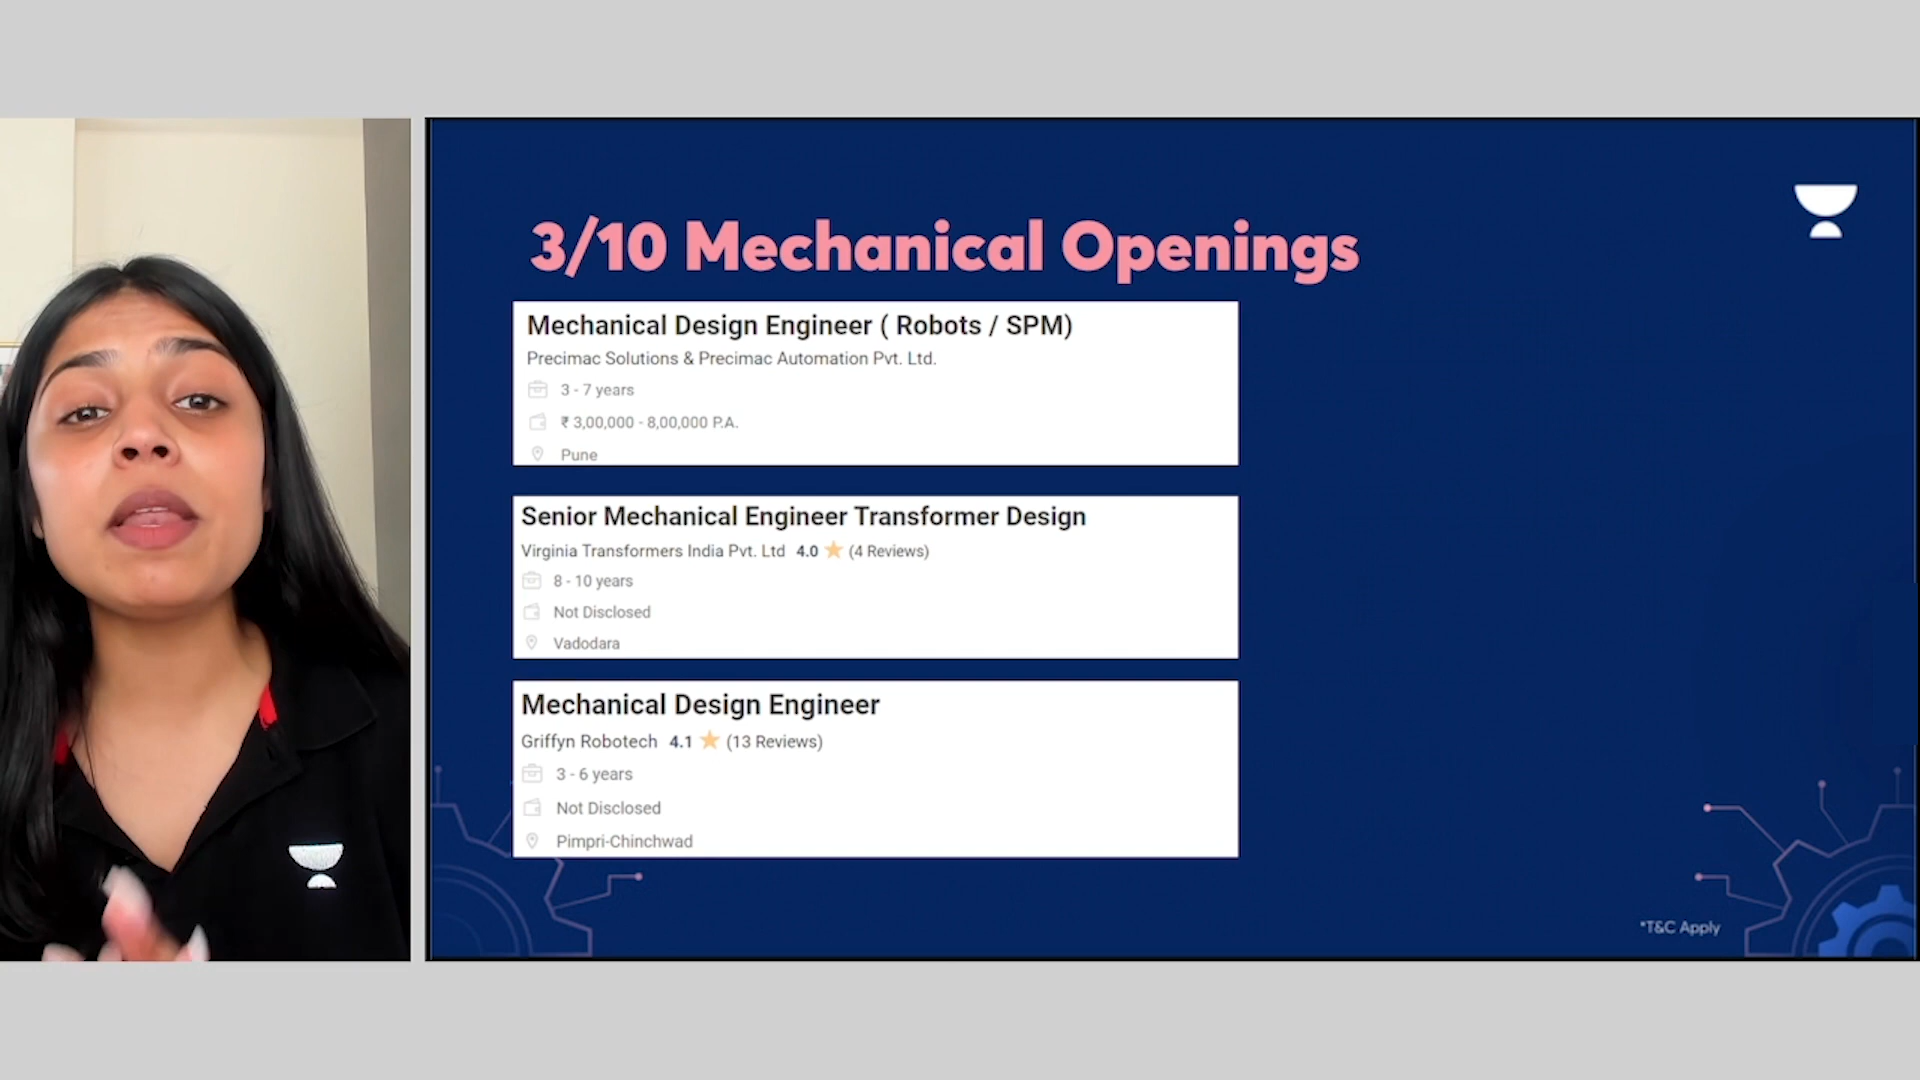 3/10 Mechanical Openings
Mechanical Design Engineer ( Robots / SPM)
Precimac Solutions & Precimac Automation Pvt. Ltd.
3 - 7 years
₹ 3,00,000 - 8,00,000 P.A.
Pune
Senior Mechanical Engineer Transformer Design
Virginia Transformers India Pvt. Ltd 4.0 ★ (4 Reviews)
8 - 10 years
Not Disclosed
Vadodara
Mechanical Design Engineer
Griffyn Robotech 4.1 ★ (13 Reviews)
3 - 6 years
Not Disclosed
Pimpri-Chinchwad
*T&C Apply